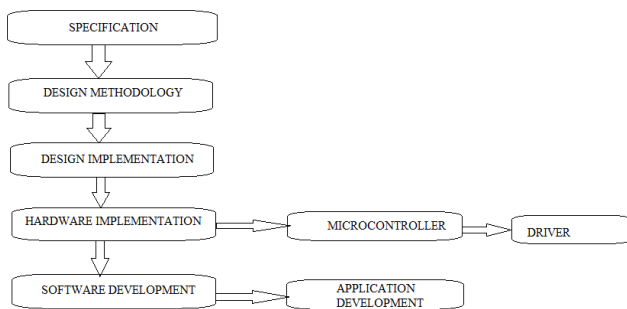 SPECIFICATION
DESIGN METHODOLOGY
DESIGN IMPLEMENTATION
HARDWARE IMPLEMENTATION
MICROCONTROLLER
DRIVER
SOFTWARE DEVELOPMENT
APPLICATION
DEVELOPMENT